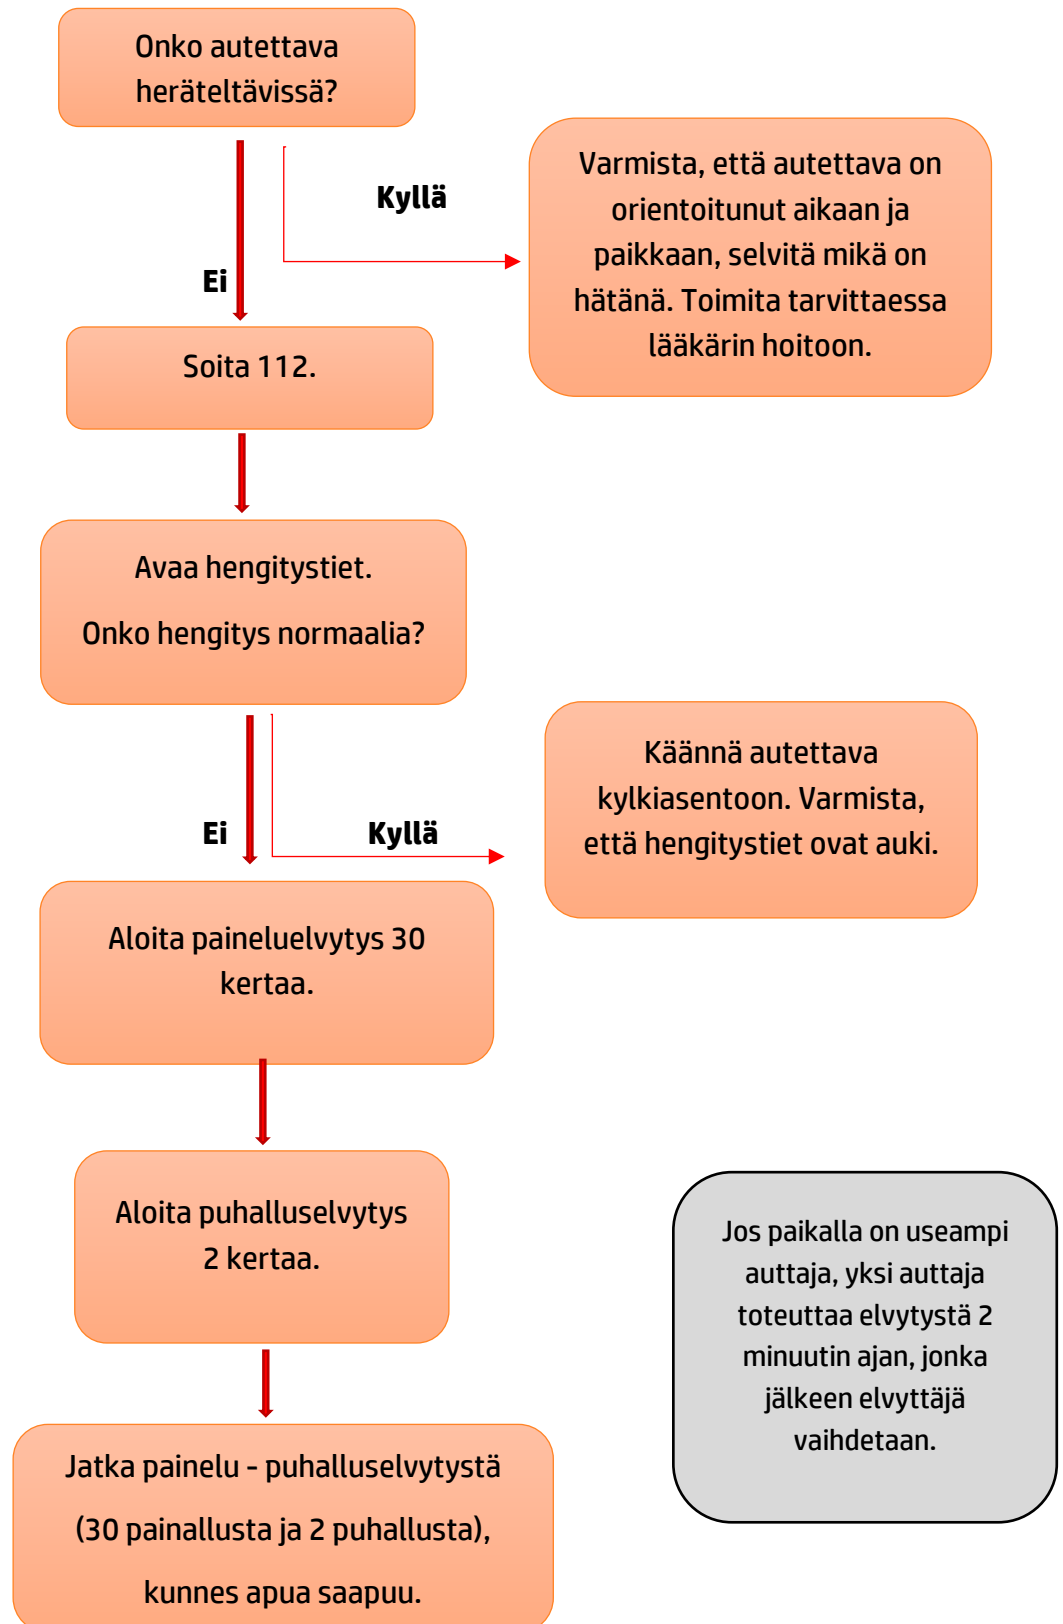 Onko autettava
heräteltävissä?
Kyllä
Varmista, että autettava on
orientoitunut aikaan ja
paikkaan, selvitä mikä on
hätänä. Toimita tarvittaessa
lääkärin hoitoon.
Ei
Soita 112.
Avaa hengitystiet.
Onko hengitys normaalia?
Ei
Kyllä
Käännä autettava
kylkiasentoon. Varmista,
että hengitystiet ovat auki.
Aloita paineluelvytys 30
kertaa.
Aloita puhalluselvytys
2 kertaa.
Jos paikalla on useampi
auttaja, yksi auttaja
toteuttaa elvytystä 2
minuutin ajan, jonka
jälkeen elvyttäjä
vaihdetaan.
Jatka painelu - puhalluselvytystä
(30 painallusta ja 2 puhallusta),
kunnes apua saapuu.